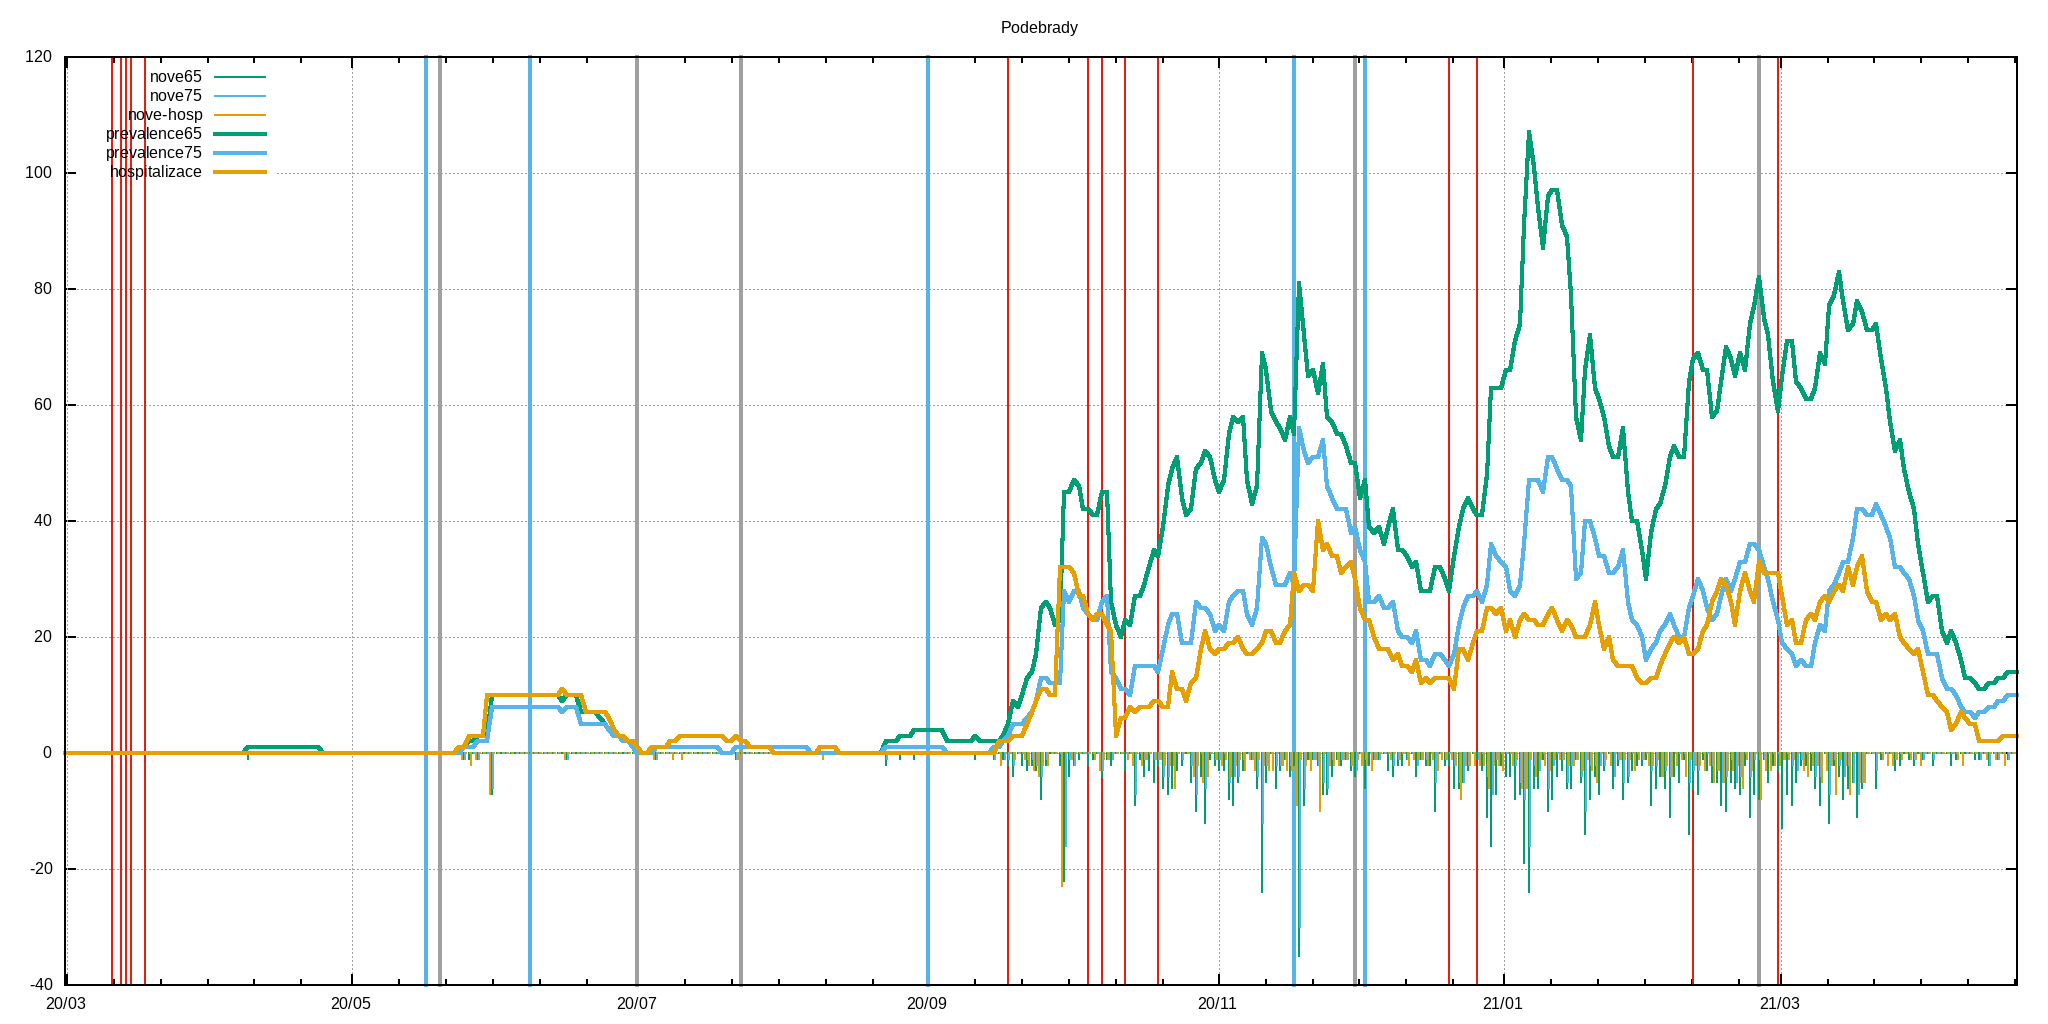 Podebrady
120
nove65
nove75
nove-hosp
prevalence65
prevalence75
hospitalizace
100
80
60
40
20
0
-20
-40
20/03 20/05 20/07 20/09 20/11 21/01 21/03